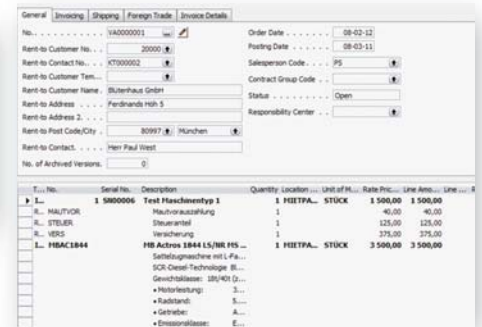 General Invoicing Shipping Foreign Trade Invoice Details
No. . . . . . . . . . . . . VA0000001 ...
Rent-to Customer No. . . 20000
Rent-to Contact No. . . . KT000002
Rent-to Customer Tem...
Rent-to Customer Name . Blütenhaus GmbH
Rent-to Address . . . . Ferdinands Höh 5
Rent-to Address 2. . . .
Rent-to Post Code/City . 80997 München
Rent-to Contact. . . . . Herr Paul West
No. of Archived Versions. 0
Order Date . . . . . . . 08-02-12
Posting Date . . . . . . 08-03-11
Salesperson Code . . . . PS
Contract Group Code . .
Status . . . . . . . . . Open
Responsibility Center . .
T... No. Serial No. Description Quantity Location ... Unit of M... Rate Pric... Line Amo... Line ...
I... 1 SN00006 Test Maschinentyp 1 1 MIETPA... STÜCK 1 500,00 1 500,00
R... MAUTVOR Mautvorauszahlung 1 40,00 40,00
R... STEUER Steueranteil 1 125,00 125,00
R... VERS Versicherung 1 375,00 375,00
I... MBAC1844 MB Actros 1844 LS/NR MS ... 1 MIETPA... STÜCK 3 500,00 3 500,00
Sattelzugmaschine mit L-Fa...
SCR-Diesel-Technologie Bl...
Gewichtsklasse: 18t/40t (z...
• Motorleistung: 3...
• Radstand: 5....
• Getriebe: A...
• Emissionsklasse: E...